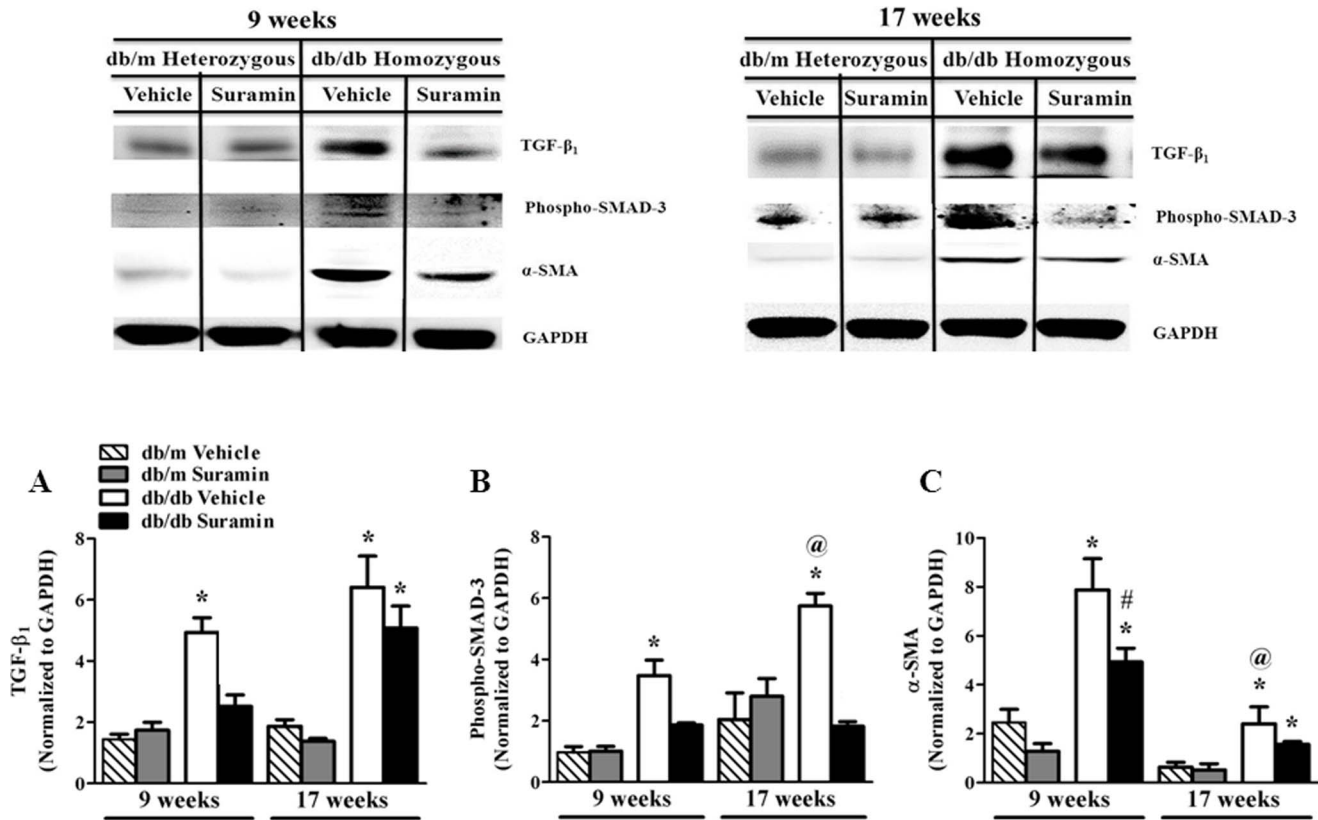 9 weeks
db/m Heterozygous db/db Homozygous
Vehicle Suramin Vehicle Suramin
TGF-β₁
Phospho-SMAD-3
α-SMA
GAPDH
17 weeks
db/m Heterozygous db/db Homozygous
Vehicle Suramin Vehicle Suramin
TGF-β₁
Phospho-SMAD-3
α-SMA
GAPDH
db/m Vehicle
db/m Suramin
db/db Vehicle
db/db Suramin
A
TGF-β₁
(Normalized to GAPDH)
8
6
4
2
0
*
*
*
9 weeks 17 weeks
B
Phospho-SMAD-3
(Normalized to GAPDH)
8
6
4
2
0
*
@
*
9 weeks 17 weeks
C
α-SMA
(Normalized to GAPDH)
10
8
6
4
2
0
*
#
*
@
*
*
9 weeks 17 weeks